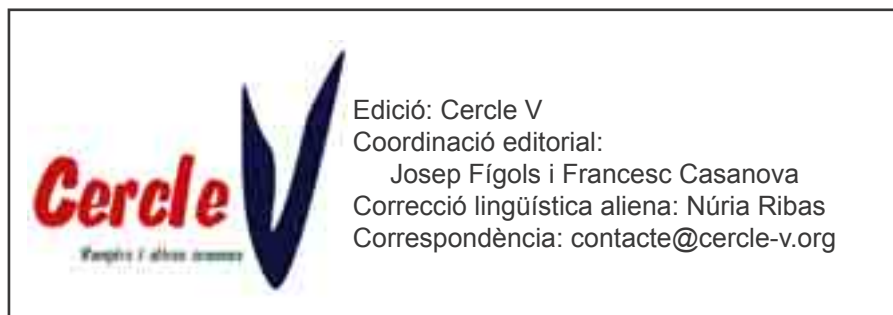 Cercle V
Edició: Cercle V
Coordinació editorial:
Josep Fígols i Francesc Casanova
Correcció lingüística aliena: Núria Ribas
Correspondència: contacte@cercle-v.org